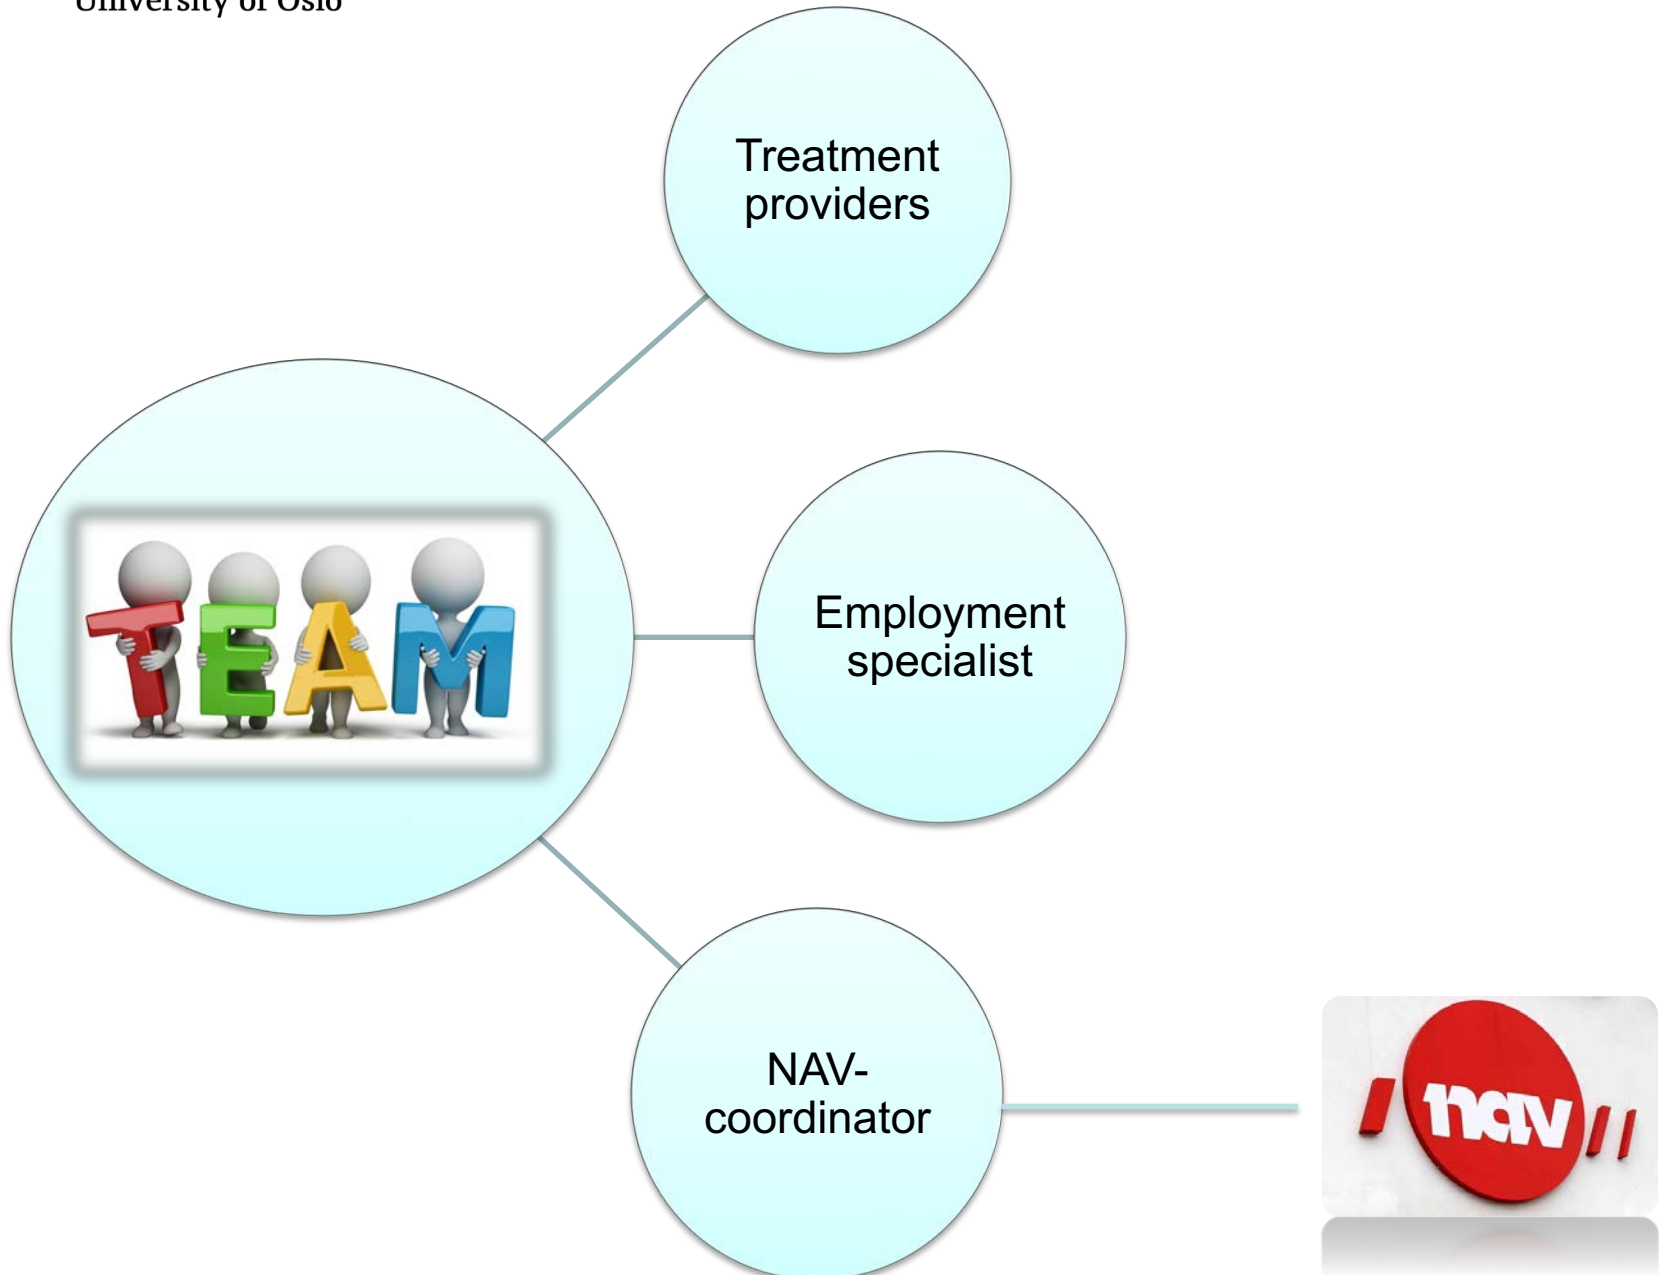 University of Oslo
Treatment
providers
TEAM
Employment
specialist
NAV-
coordinator
nav